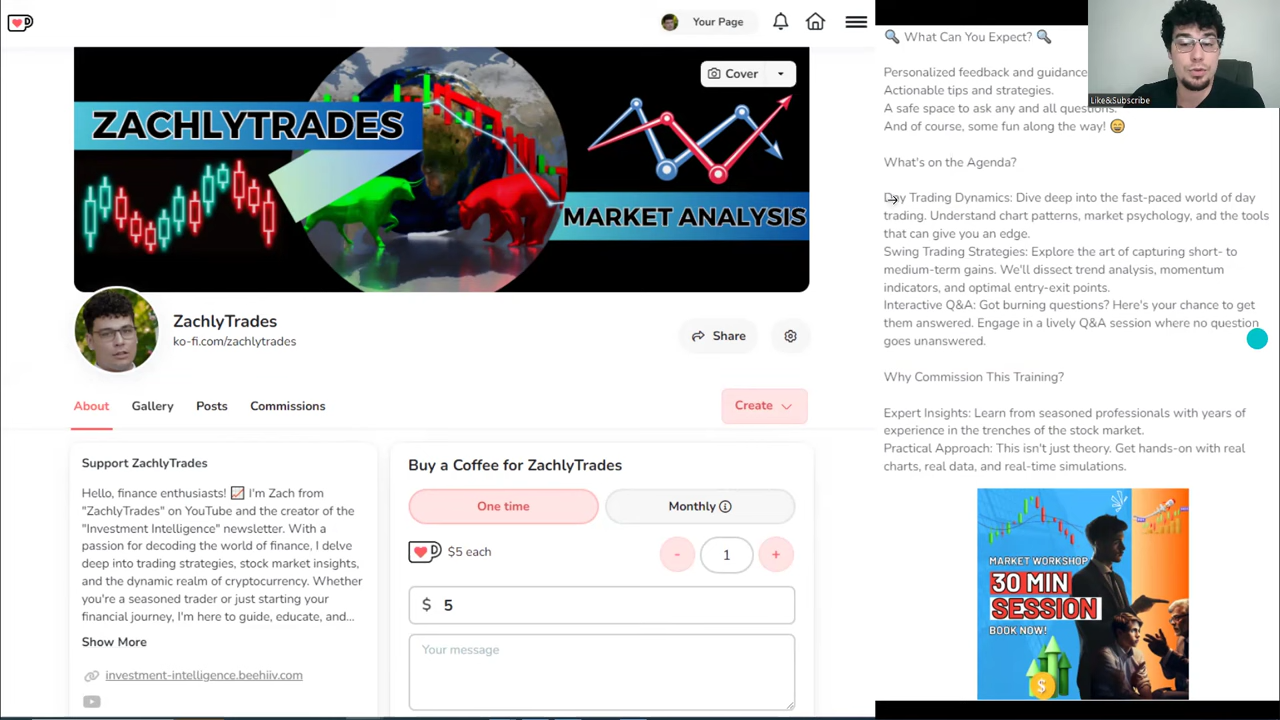 Your Page
Cover
ZACHLYTRADES
MARKET ANALYSIS
ZachlyTrades
ko-fi.com/zachlytrades
Share
About
Gallery
Posts
Commissions
Create
Support ZachlyTrades
Hello, finance enthusiasts! 📈 I'm Zach from
"ZachlyTrades" on YouTube and the creator of the
"Investment Intelligence" newsletter. With a
passion for decoding the world of finance, I delve
deep into trading strategies, stock market insights,
and the dynamic realm of cryptocurrency. Whether
you're a seasoned trader or just starting your
financial journey, I'm here to guide, educate, and...
Show More
investment-intelligence.beehiiv.com
Buy a Coffee for ZachlyTrades
One time
Monthly
$5 each
-
1
+
$ 5
Your message
🔍 What Can You Expect? 🔍
Personalized feedback and guidance
Actionable tips and strategies.
A safe space to ask any and all questions.
And of course, some fun along the way! 😄
What's on the Agenda?
Day Trading Dynamics: Dive deep into the fast-paced world of day
trading. Understand chart patterns, market psychology, and the tools
that can give you an edge.
Swing Trading Strategies: Explore the art of capturing short- to
medium-term gains. We'll dissect trend analysis, momentum
indicators, and optimal entry-exit points.
Interactive Q&A: Got burning questions? Here's your chance to get
them answered. Engage in a lively Q&A session where no question
goes unanswered.
Why Commission This Training?
Expert Insights: Learn from seasoned professionals with years of
experience in the trenches of the stock market.
Practical Approach: This isn't just theory. Get hands-on with real
charts, real data, and real-time simulations.
MARKET WORKSHOP
30 MIN
SESSION
BOOK NOW!
$
Like&Subscribe